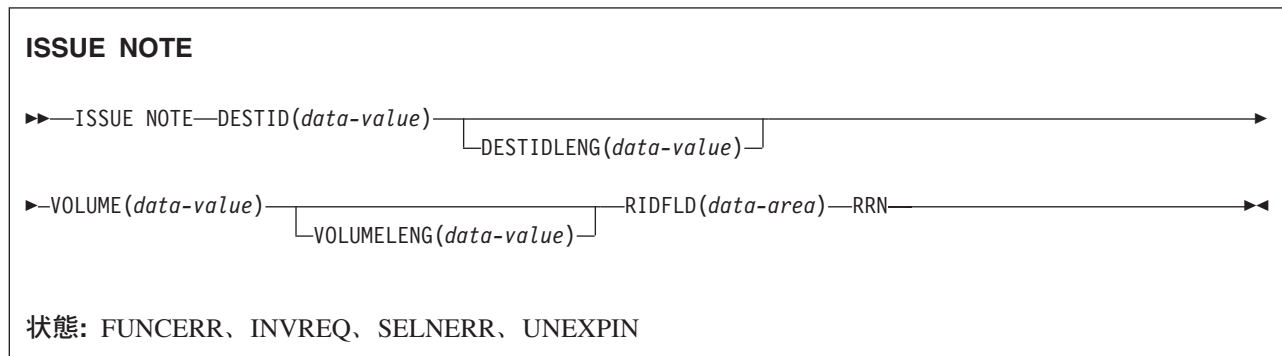 ISSUE NOTE
ISSUE NOTE DESTID(data-value)
DESTIDLENG(data-value)
VOLUME(data-value) RIDFLD(data-area) RRN
VOLUMELENG(data-value)
状態: FUNCERR、INVREQ、SELNERR、UNEXPIN